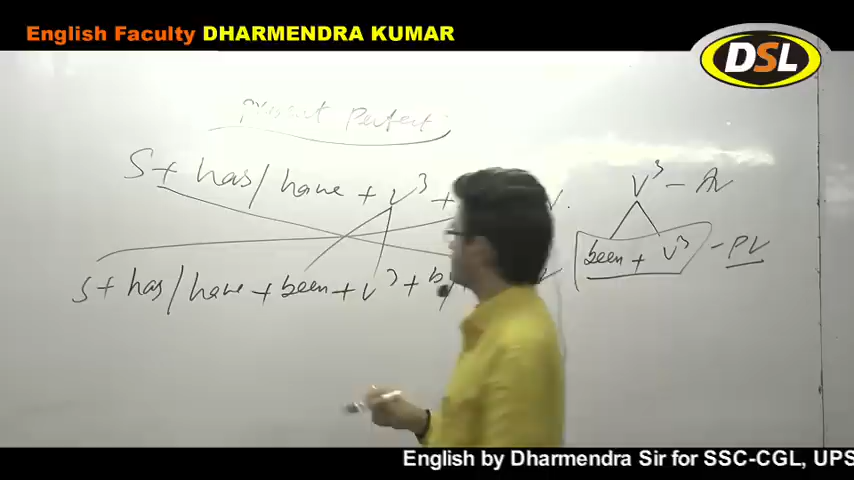 English Faculty DHARMENDRA KUMAR
DSL
Present Perfect
S + has / have + V3 +
V3 - AV
been + V3 - PV
S + has / have + been + V3 + by
English by Dharmendra Sir for SSC-CGL, UPS